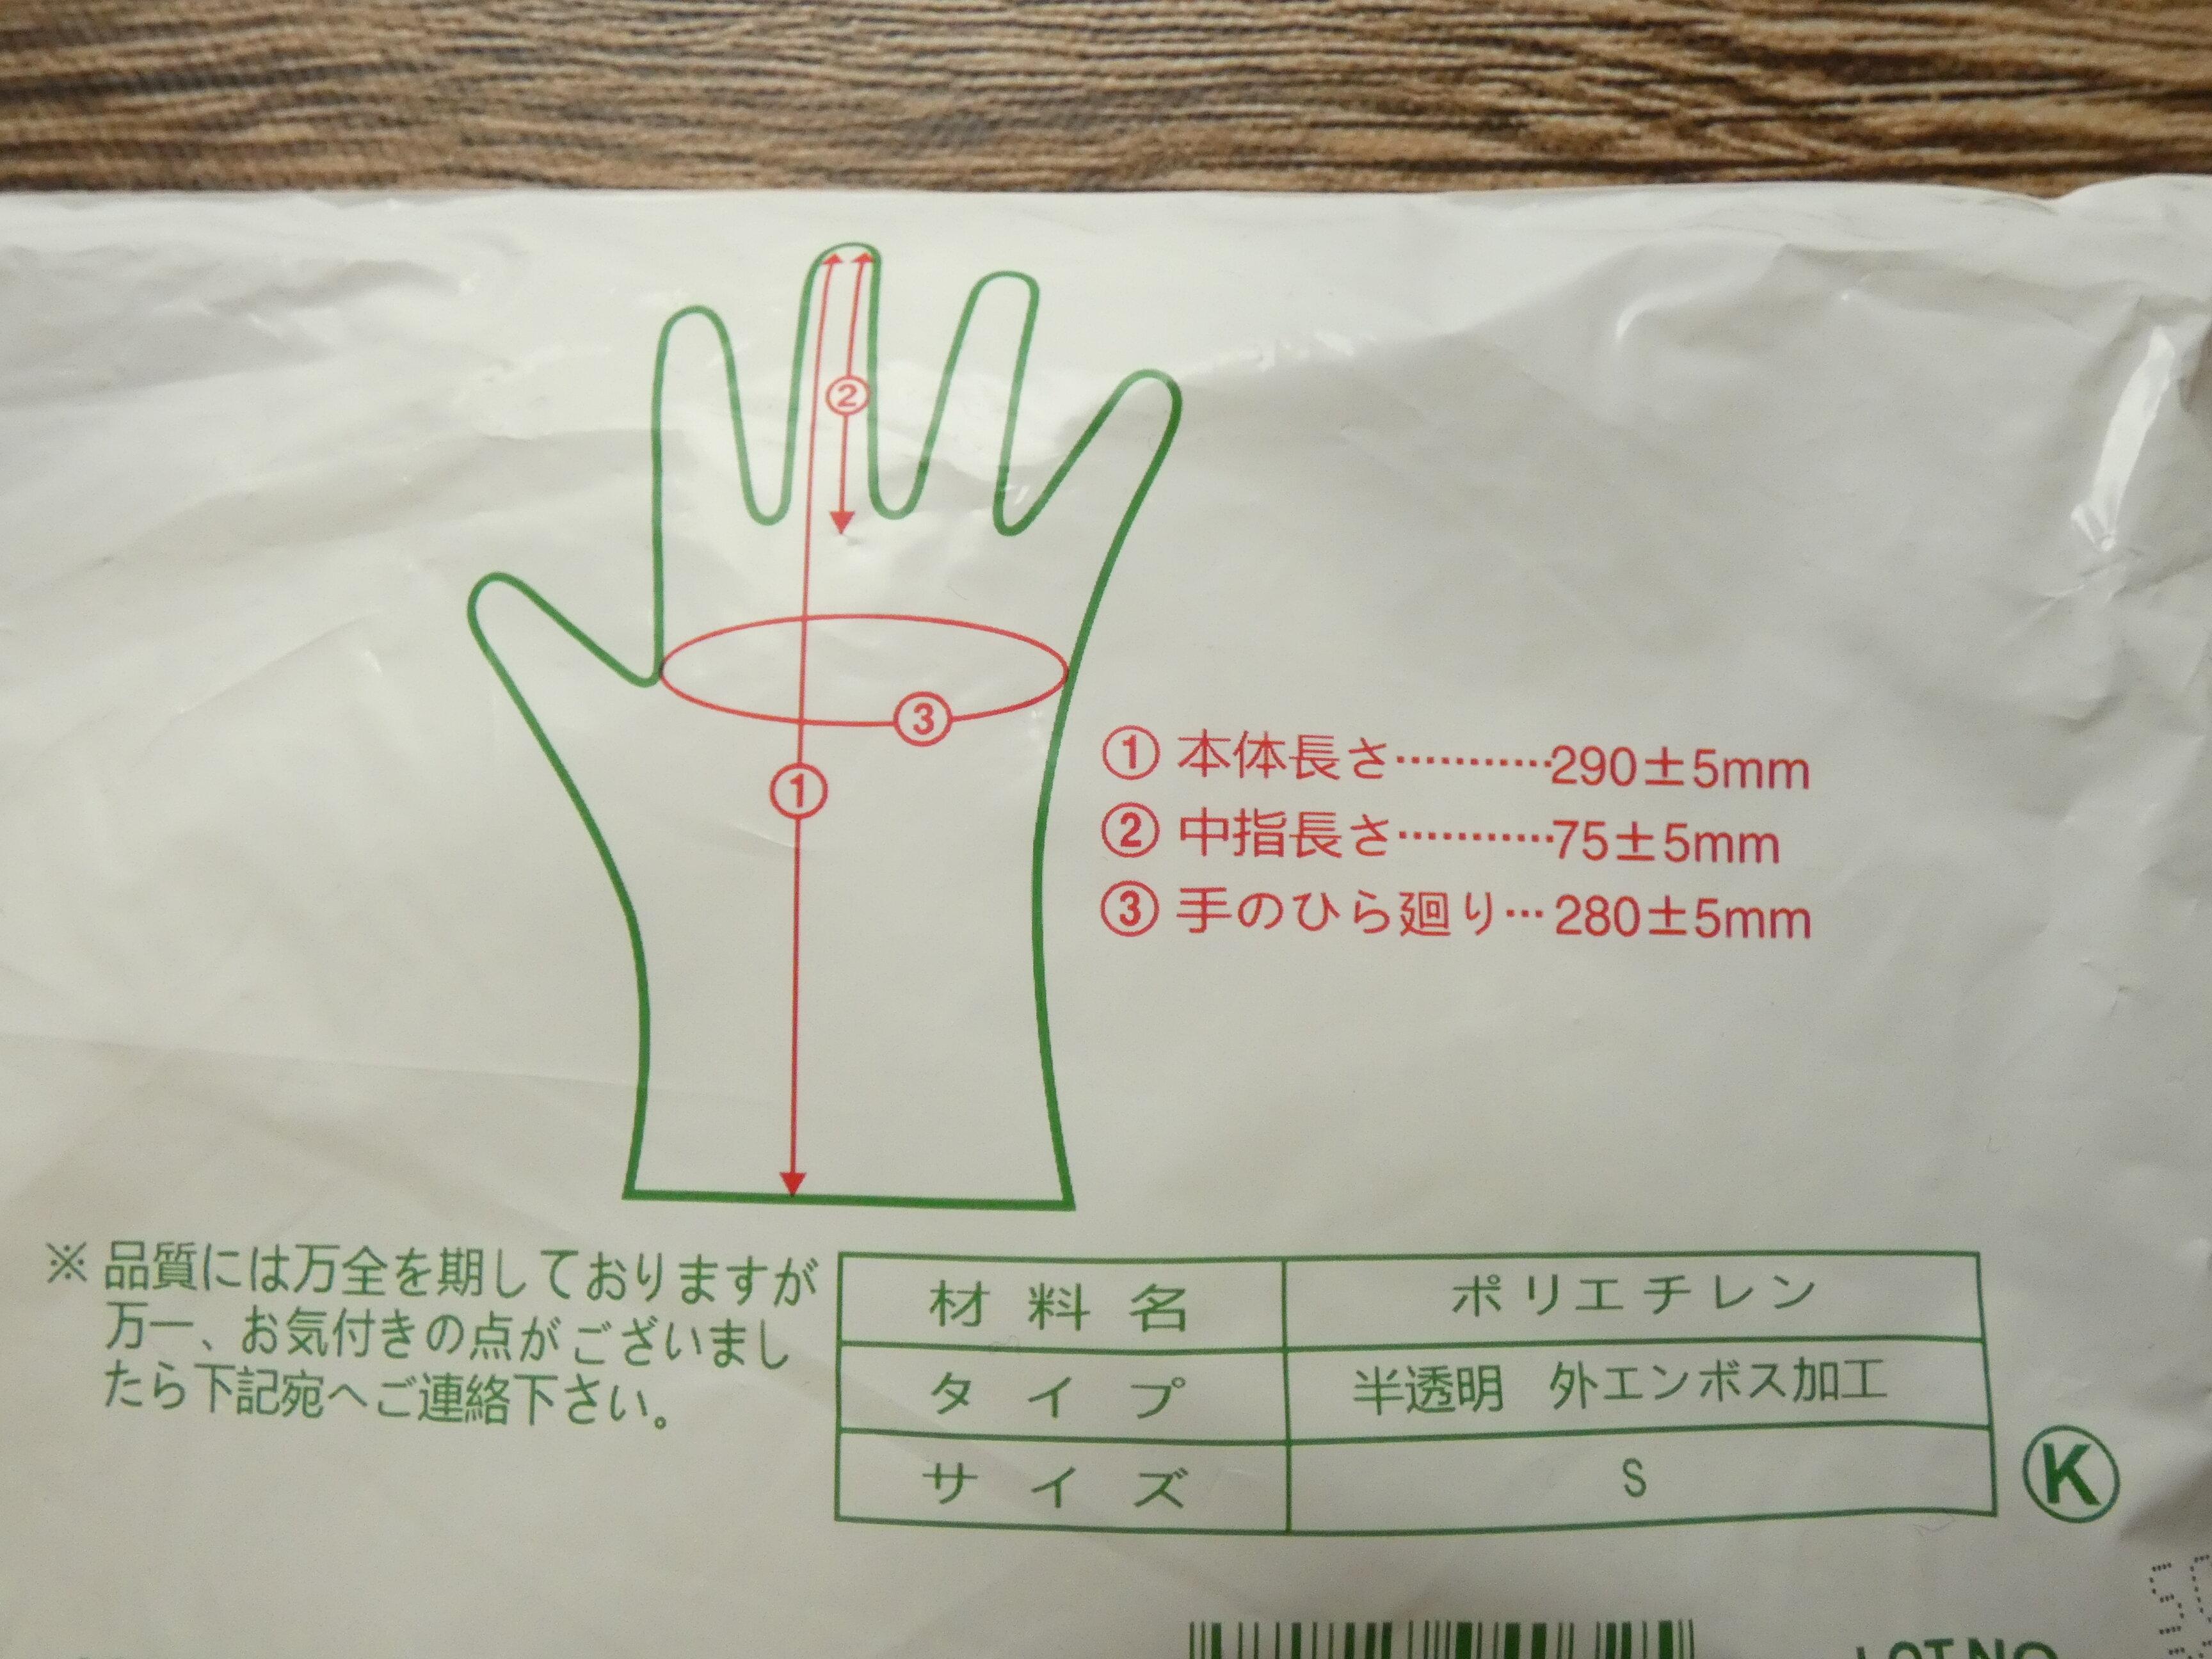 ②
③
①
① 本体長さ…………290±5mm
② 中指長さ…………75±5mm
③ 手のひら廻り…280±5mm
※ 品質には万全を期しておりますが
万一、お気付きの点がございまし
たら下記宛へご連絡下さい。
材料名 ポリエチレン
タイプ 半透明 外エンボス加工
サイズ S
K
LOT.NO